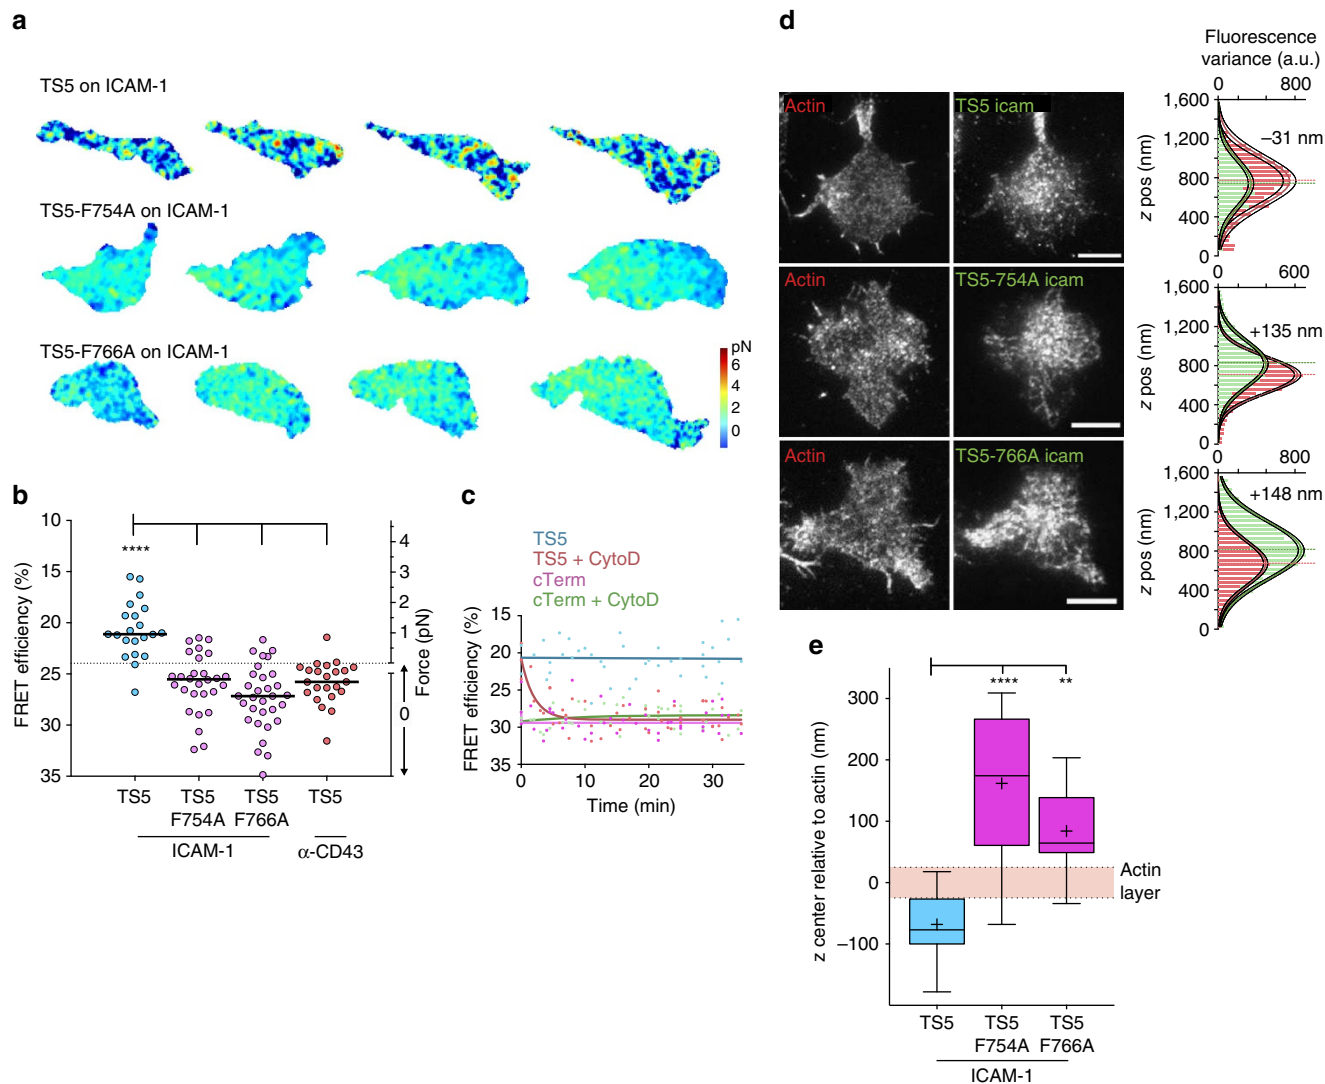 a
TS5 on ICAM-1
TS5-F754A on ICAM-1
TS5-F766A on ICAM-1
pN
6
4
2
0
b
FRET efficiency (%)
10
15
20
25
30
35
****
4
3
2
1
0
Force (pN)
TS5
TS5
F754A
TS5
F766A
TS5
ICAM-1
α-CD43
c
TS5
TS5 + CytoD
cTerm
cTerm + CytoD
FRET efficiency (%)
15
20
25
30
35
0
10
20
30
Time (min)
d
Actin
TS5 icam
Actin
TS5-754A icam
Actin
TS5-766A icam
Fluorescence
variance (a.u.)
0
800
1,600
1,200
800
400
0
z pos (nm)
–31 nm
0
600
1,600
1,200
800
400
0
z pos (nm)
+135 nm
0
800
1,600
1,200
800
400
0
z pos (nm)
+148 nm
e
z center relative to actin (nm)
300
200
100
0
–100
****
**
Actin
layer
TS5
TS5
F754A
TS5
F766A
ICAM-1